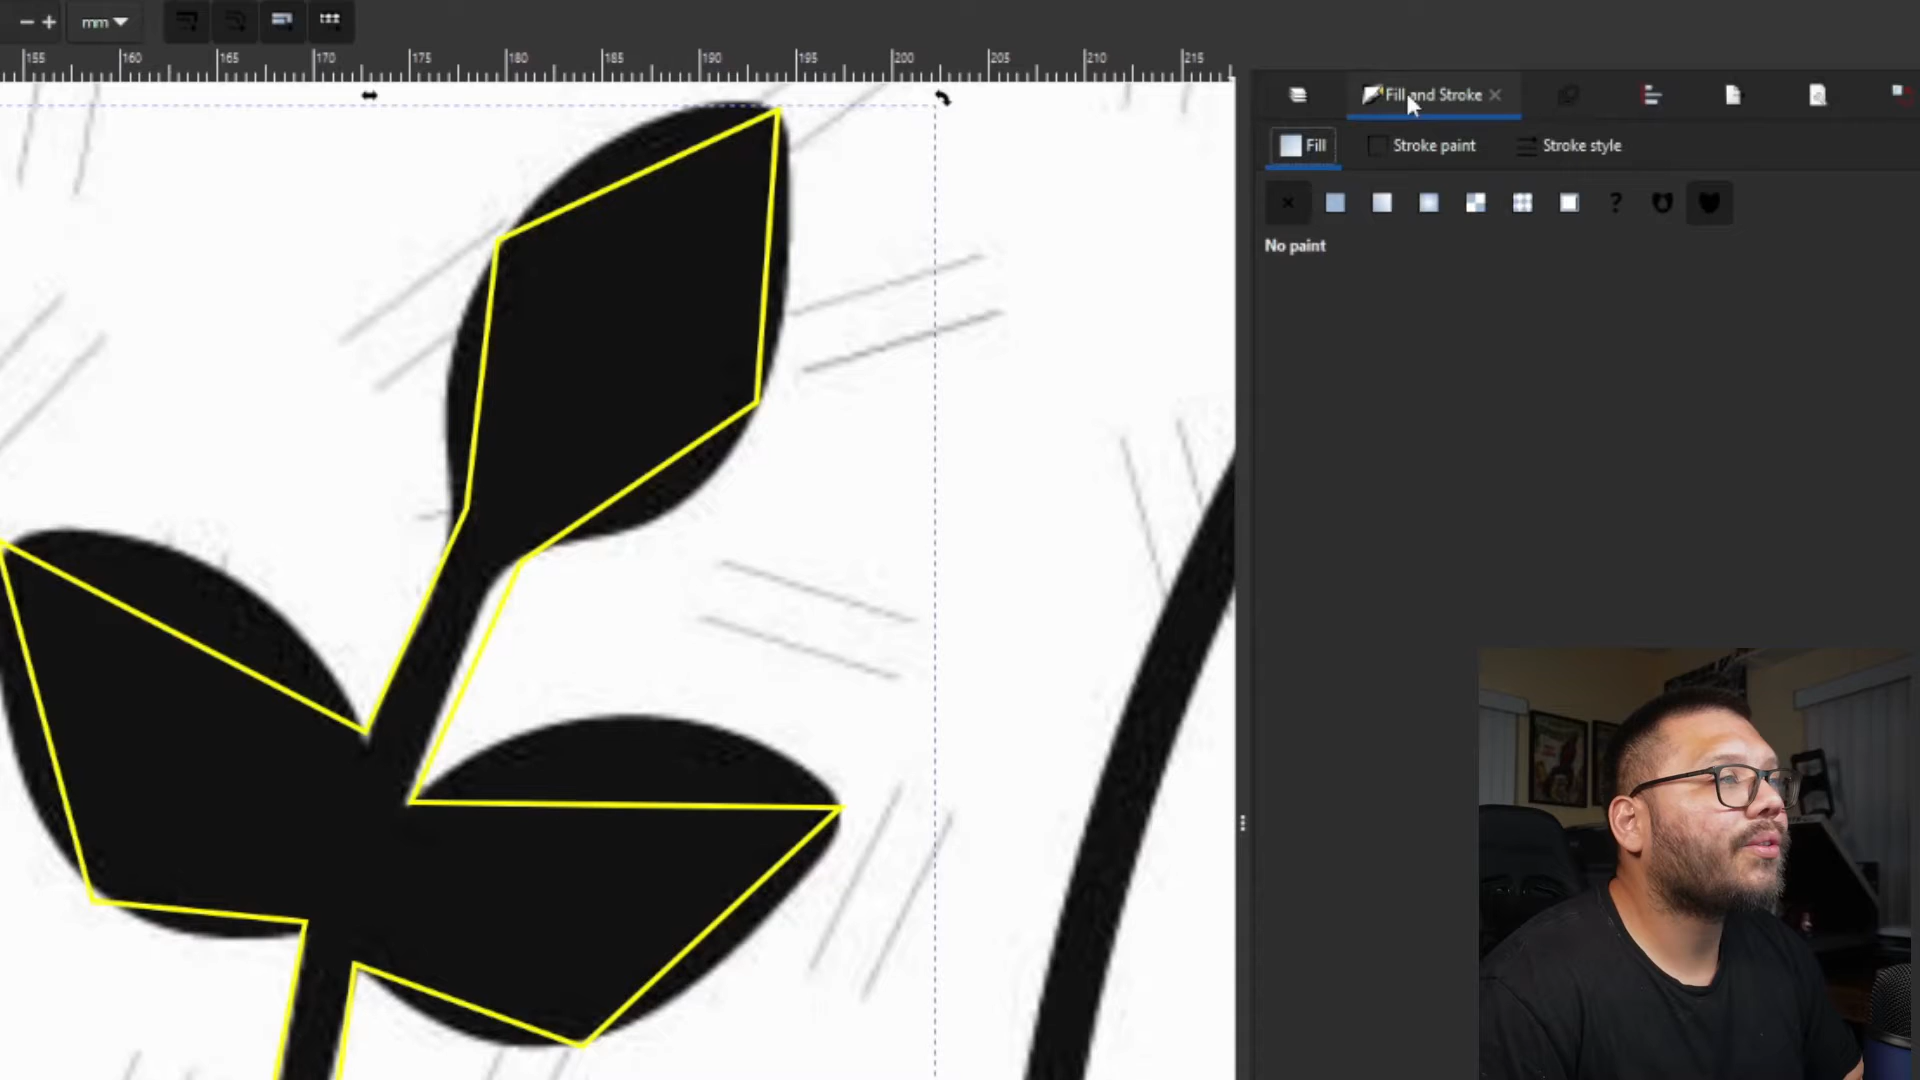 mm
155 160 165 170 175 180 185 190 195 200 205 210 215
Fill and Stroke
Fill Stroke paint Stroke style
?
No paint